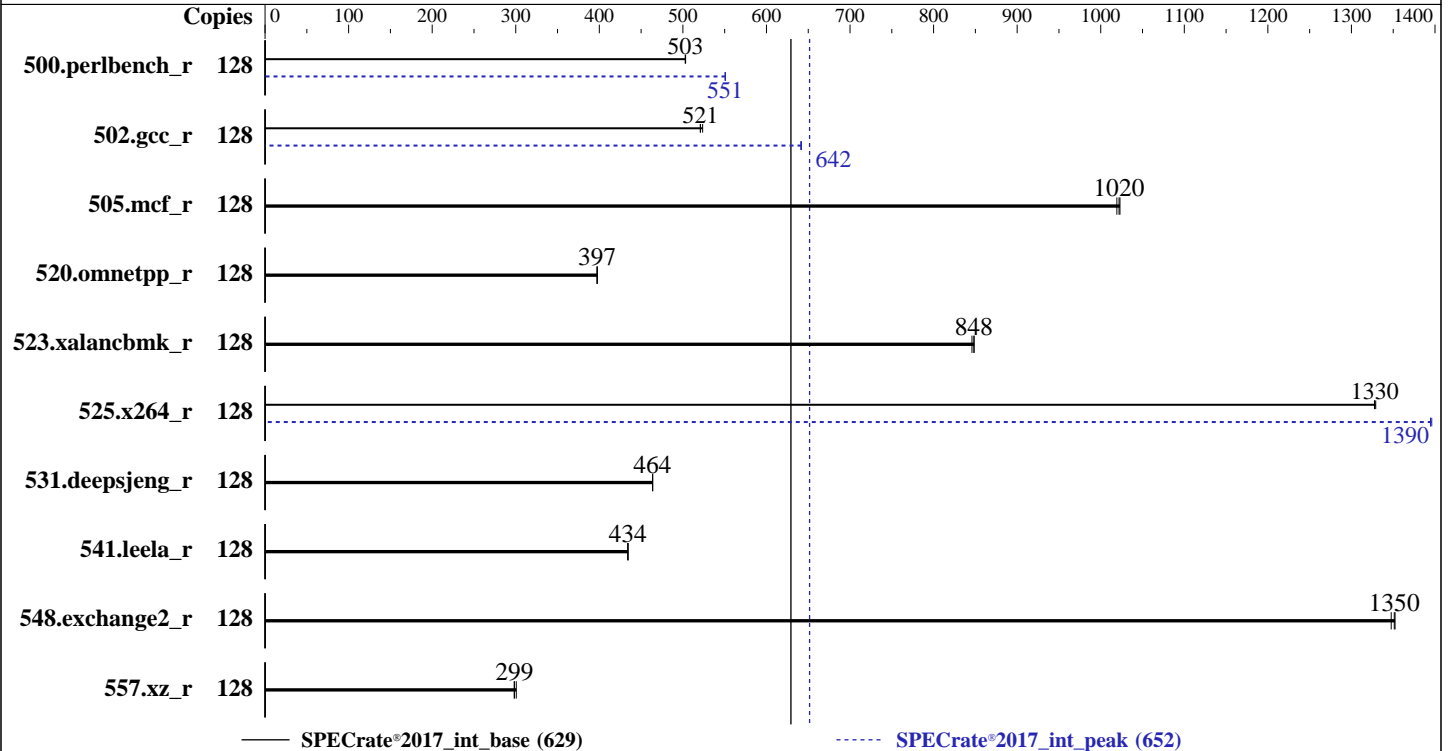 Copies 0 100 200 300 400 500 600 700 800 900 1000 1100 1200 1300 1400
500.perlbench_r 128 503
551
502.gcc_r 128 521
642
505.mcf_r 128 1020
520.omnetpp_r 128 397
523.xalancbmk_r 128 848
525.x264_r 128 1330
1390
531.deepsjeng_r 128 464
541.leela_r 128 434
548.exchange2_r 128 1350
557.xz_r 128 299
SPECrate®2017_int_base (629) SPECrate®2017_int_peak (652)